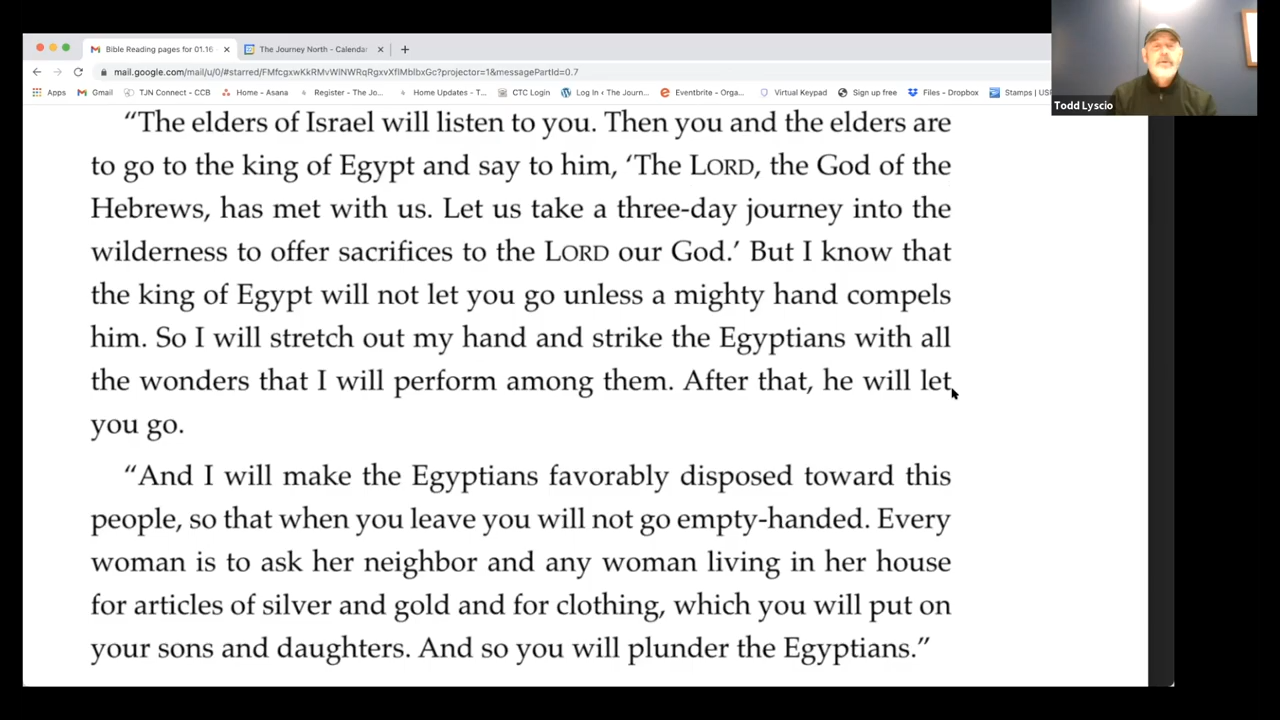 Bible Reading pages for 01.16
The Journey North - Calendar
mail.google.com/mail/u/0/#starred/FMfcgxwKkRMvWlNWRqRgxvXflMblbxGc?projector=1&messagePartId=0.7
Apps Gmail TJN Connect - CCB Home - Asana Register - The Jo... Home Updates - T... CTC Login Log In ‹ The Journ... Eventbrite - Orga... Virtual Keypad Sign up free Files - Dropbox Stamps | USP
Todd Lyscio
“The elders of Israel will listen to you. Then you and the elders are
to go to the king of Egypt and say to him, ‘The LORD, the God of the
Hebrews, has met with us. Let us take a three-day journey into the
wilderness to offer sacrifices to the LORD our God.’ But I know that
the king of Egypt will not let you go unless a mighty hand compels
him. So I will stretch out my hand and strike the Egyptians with all
the wonders that I will perform among them. After that, he will let
you go.
“And I will make the Egyptians favorably disposed toward this
people, so that when you leave you will not go empty-handed. Every
woman is to ask her neighbor and any woman living in her house
for articles of silver and gold and for clothing, which you will put on
your sons and daughters. And so you will plunder the Egyptians.”